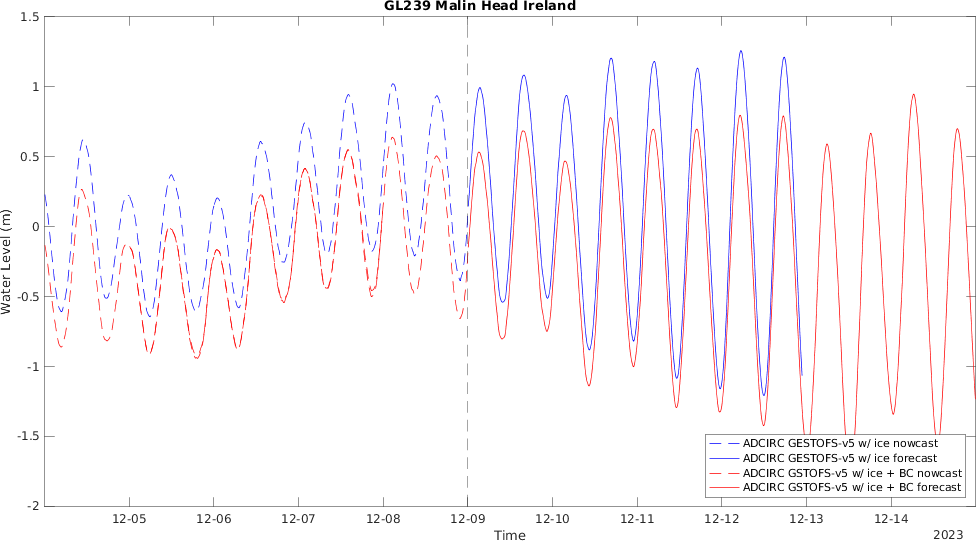 GL239 Malin Head Ireland
1.5
1
0.5
0
-0.5
-1
-1.5
-2
Water Level (m)
12-05 12-06 12-07 12-08 12-09 12-10 12-11 12-12 12-13 12-14
Time
2023
ADCIRC GESTOFS-v5 w/ ice nowcast
ADCIRC GESTOFS-v5 w/ ice forecast
ADCIRC GSTOFS-v5 w/ ice + BC nowcast
ADCIRC GSTOFS-v5 w/ ice + BC forecast